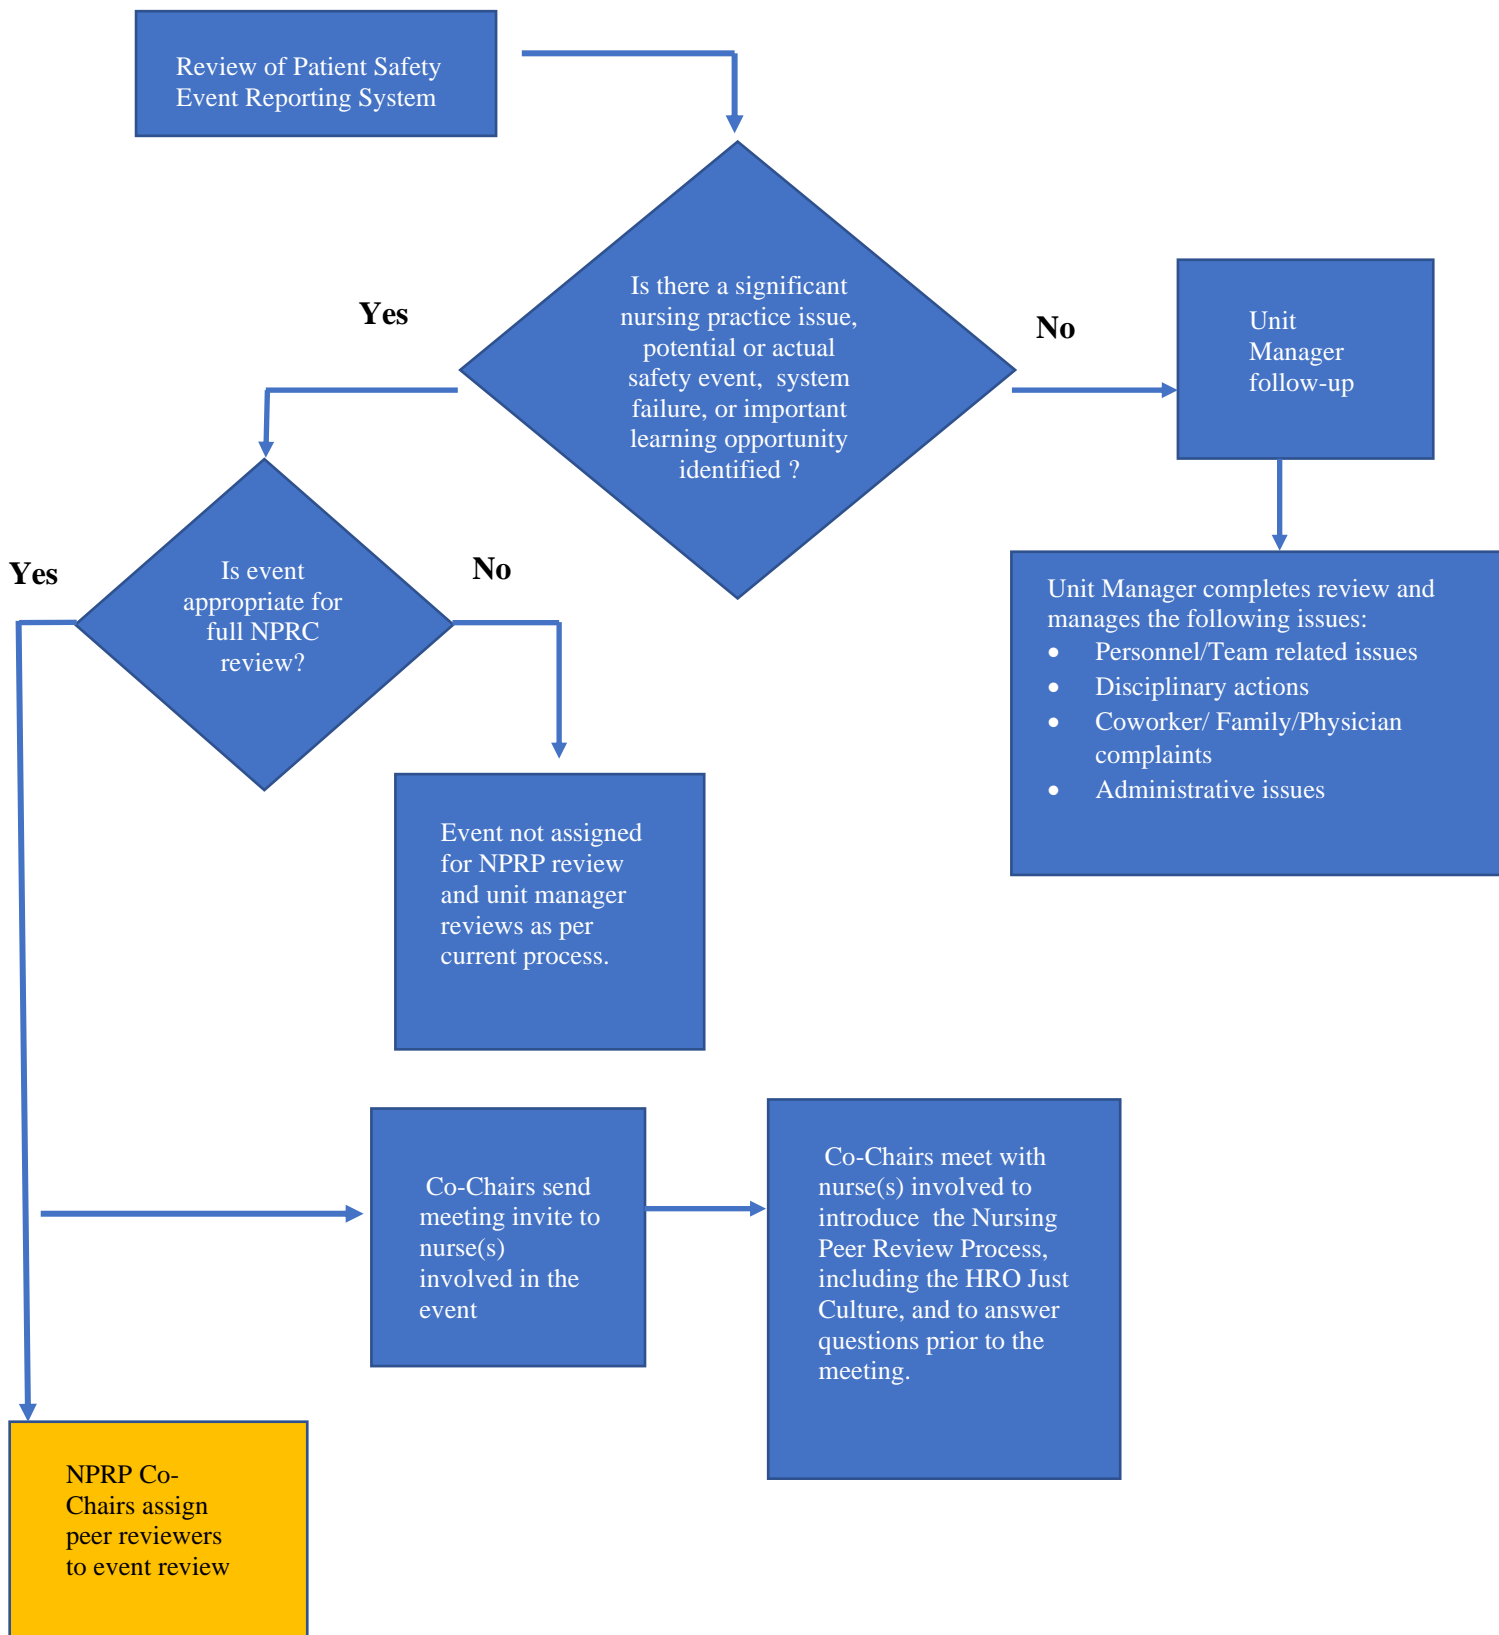 Review of Patient Safety
Event Reporting System
Yes
Is there a significant
nursing practice issue,
potential or actual
safety event, system
failure, or important
learning opportunity
identified ?
No
Unit
Manager
follow-up
Yes
Is event
appropriate for
full NPRC
review?
No
Unit Manager completes review and
manages the following issues:
• Personnel/Team related issues
• Disciplinary actions
• Coworker/ Family/Physician
complaints
• Administrative issues
Event not assigned
for NPRP review
and unit manager
reviews as per
current process.
Co-Chairs send
meeting invite to
nurse(s)
involved in the
event
Co-Chairs meet with
nurse(s) involved to
introduce the Nursing
Peer Review Process,
including the HRO Just
Culture, and to answer
questions prior to the
meeting.
NPRP Co-
Chairs assign
peer reviewers
to event review